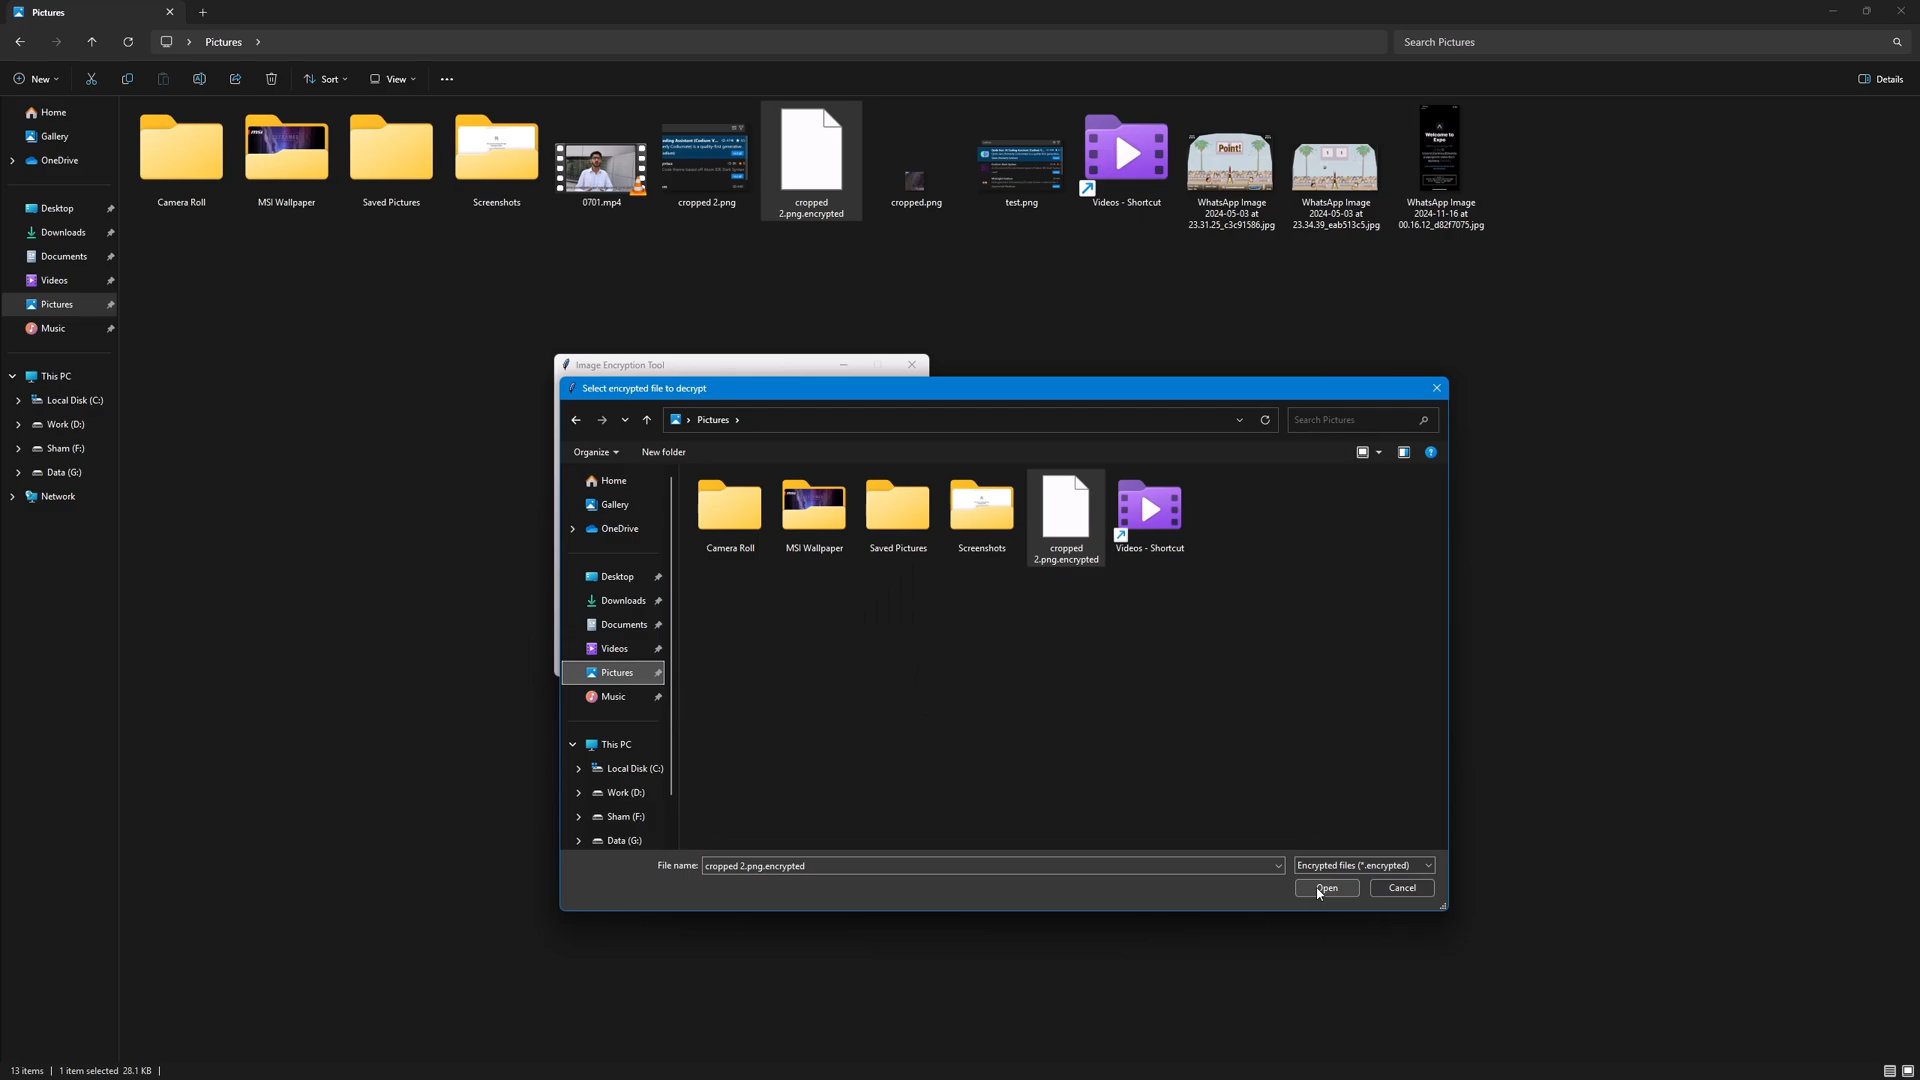 Pictures
Pictures
Search Pictures
New
Sort
View
Details
Home
Gallery
OneDrive
Desktop
Downloads
Documents
Videos
Pictures
Music
This PC
Local Disk (C:)
Work (D:)
Sham (F:)
Data (G:)
Network
Camera Roll
MSI Wallpaper
Saved Pictures
Screenshots
0701.mp4
cropped 2.png
cropped
2.png.encrypted
cropped.png
test.png
Videos - Shortcut
Point!
WhatsApp Image
2024-05-03 at
23.31.25_c3c91586.jpg
WhatsApp Image
2024-05-03 at
23.34.39_eab513c5.jpg
Welcome to
Expo
WhatsApp Image
2024-11-16 at
00.16.12_d82f7075.jpg
Image Encryption Tool
Select encrypted file to decrypt
Pictures
Search Pictures
Organize
New folder
Home
Gallery
OneDrive
Desktop
Downloads
Documents
Videos
Pictures
Music
This PC
Local Disk (C:)
Work (D:)
Sham (F:)
Data (G:)
Camera Roll
MSI Wallpaper
Saved Pictures
Screenshots
cropped
2.png.encrypted
Videos - Shortcut
File name: cropped 2.png.encrypted
Encrypted files (*.encrypted)
Open
Cancel
13 items
1 item selected 28.1 KB